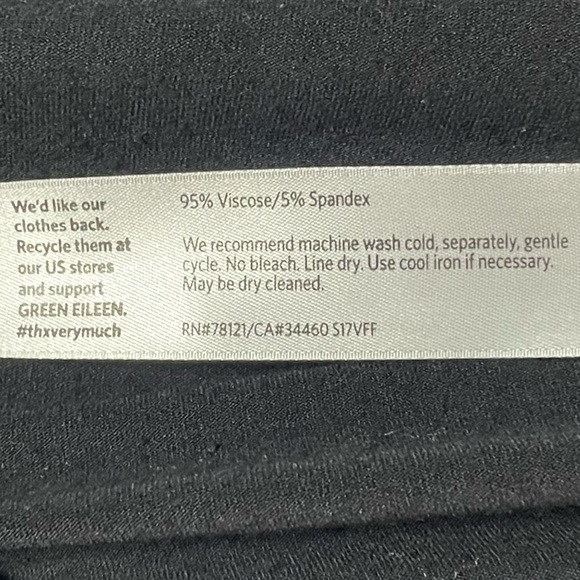 We'd like our
clothes back.
Recycle them at
our US stores
and support
GREEN EILEEN.
#thxverymuch
95% Viscose/5% Spandex
We recommend machine wash cold, separately, gentle
cycle. No bleach. Line dry. Use cool iron if necessary.
May be dry cleaned.
RN#78121/CA#34460 S17VFF